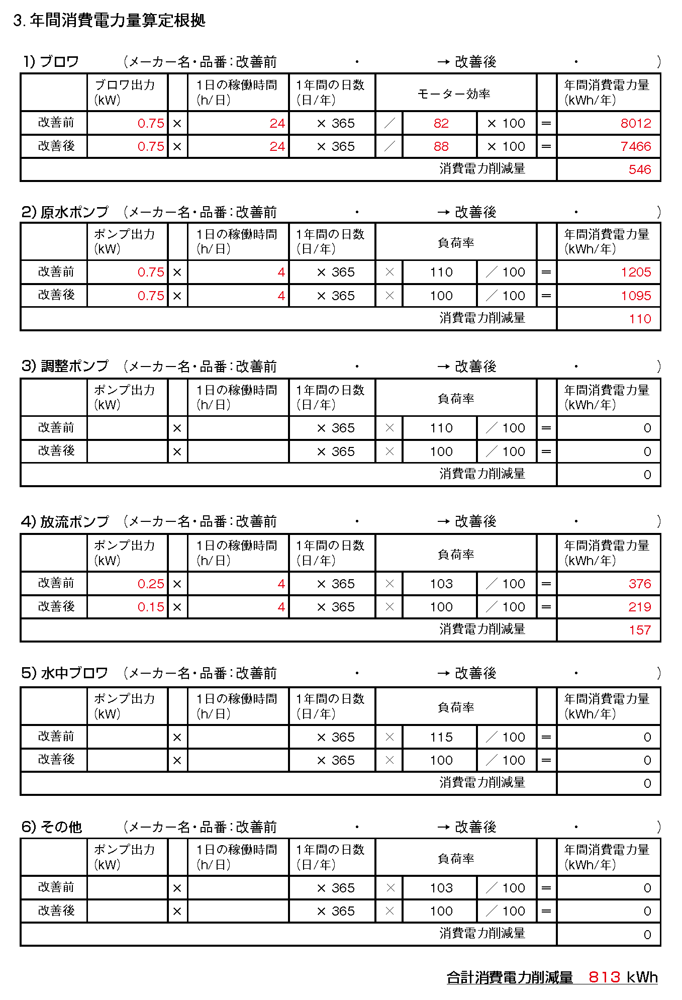 3. 年間消費電力量算定根拠
1) ブロワ （メーカー名・品番：改善前 ・ → 改善後 ・ ）
ブロワ出力 1日の稼働時間 1年間の日数 モーター効率 年間消費電力量
(kW) (h/日) (日/年) (kWh/年)
改善前 0.75 × 24 × 365 ／ 82 × 100 ＝ 8012
改善後 0.75 × 24 × 365 ／ 88 × 100 ＝ 7466
消費電力削減量 546
2) 原水ポンプ （メーカー名・品番：改善前 ・ → 改善後 ・ ）
ポンプ出力 1日の稼働時間 1年間の日数 負荷率 年間消費電力量
(kW) (h/日) (日/年) (kWh/年)
改善前 0.75 × 4 × 365 × 110 ／ 100 ＝ 1205
改善後 0.75 × 4 × 365 × 100 ／ 100 ＝ 1095
消費電力削減量 110
3) 調整ポンプ （メーカー名・品番：改善前 ・ → 改善後 ・ ）
ポンプ出力 1日の稼働時間 1年間の日数 負荷率 年間消費電力量
(kW) (h/日) (日/年) (kWh/年)
改善前 × × 365 × 110 ／ 100 ＝ 0
改善後 × × 365 × 100 ／ 100 ＝ 0
消費電力削減量 0
4) 放流ポンプ （メーカー名・品番：改善前 ・ → 改善後 ・ ）
ポンプ出力 1日の稼働時間 1年間の日数 負荷率 年間消費電力量
(kW) (h/日) (日/年) (kWh/年)
改善前 0.25 × 4 × 365 × 103 ／ 100 ＝ 376
改善後 0.15 × 4 × 365 × 100 ／ 100 ＝ 219
消費電力削減量 157
5) 水中ブロワ （メーカー名・品番：改善前 ・ → 改善後 ・ ）
ポンプ出力 1日の稼働時間 1年間の日数 負荷率 年間消費電力量
(kW) (h/日) (日/年) (kWh/年)
改善前 × × 365 × 115 ／ 100 ＝ 0
改善後 × × 365 × 100 ／ 100 ＝ 0
消費電力削減量 0
6) その他 （メーカー名・品番：改善前 ・ → 改善後 ・ ）
ポンプ出力 1日の稼働時間 1年間の日数 負荷率 年間消費電力量
(kW) (h/日) (日/年) (kWh/年)
改善前 × × 365 × 103 ／ 100 ＝ 0
改善後 × × 365 × 100 ／ 100 ＝ 0
消費電力削減量 0
合計消費電力削減量 813 kWh